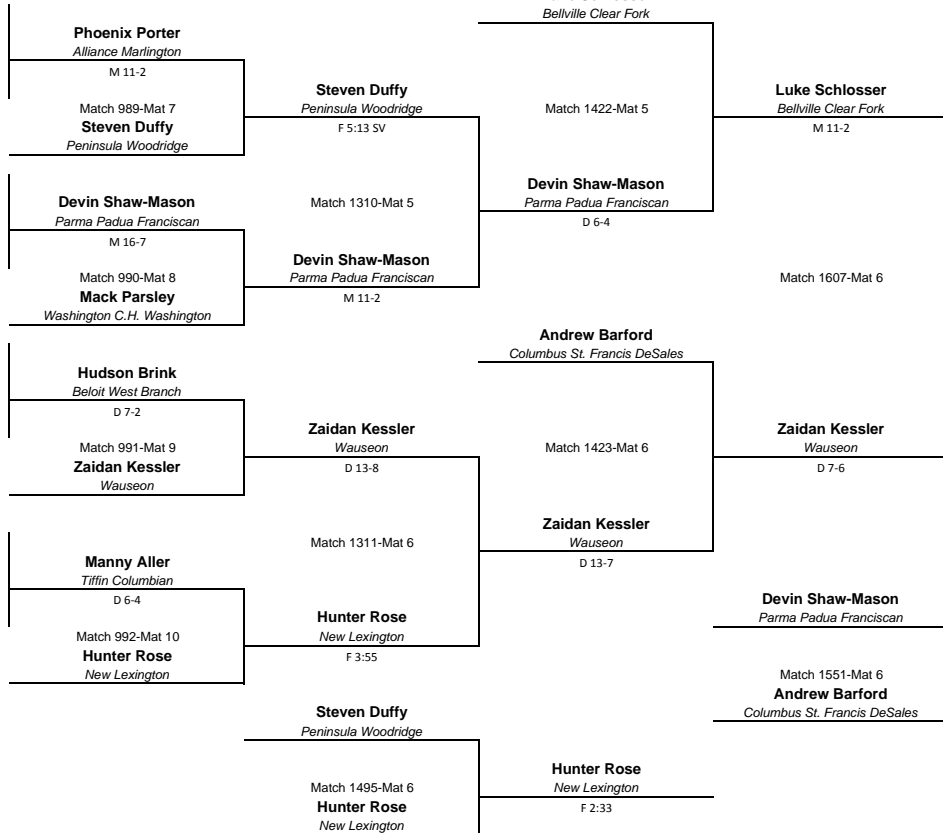 Bellville Clear Fork
Phoenix Porter
Alliance Marlington
M 11-2
Match 989-Mat 7
Steven Duffy
Peninsula Woodridge
Devin Shaw-Mason
Parma Padua Franciscan
M 16-7
Match 990-Mat 8
Mack Parsley
Washington C.H. Washington
Hudson Brink
Beloit West Branch
D 7-2
Match 991-Mat 9
Zaidan Kessler
Wauseon
Manny Aller
Tiffin Columbian
D 6-4
Match 992-Mat 10
Hunter Rose
New Lexington
Steven Duffy
Peninsula Woodridge
F 5:13 SV
Match 1310-Mat 5
Devin Shaw-Mason
Parma Padua Franciscan
M 11-2
Zaidan Kessler
Wauseon
D 13-8
Match 1311-Mat 6
Hunter Rose
New Lexington
F 3:55
Steven Duffy
Peninsula Woodridge
Match 1495-Mat 6
Hunter Rose
New Lexington
Match 1422-Mat 5
Devin Shaw-Mason
Parma Padua Franciscan
D 6-4
Andrew Barford
Columbus St. Francis DeSales
Match 1423-Mat 6
Zaidan Kessler
Wauseon
D 13-7
Hunter Rose
New Lexington
F 2:33
Luke Schlosser
Bellville Clear Fork
M 11-2
Match 1607-Mat 6
Zaidan Kessler
Wauseon
D 7-6
Devin Shaw-Mason
Parma Padua Franciscan
Match 1551-Mat 6
Andrew Barford
Columbus St. Francis DeSales